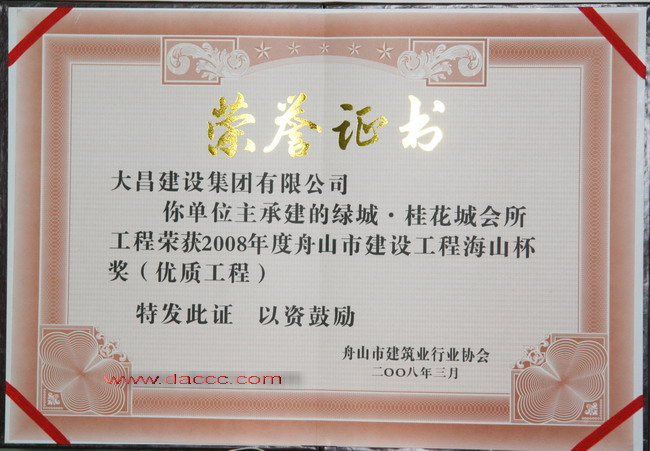 荣誉证书
大昌建设集团有限公司
你单位主承建的绿城·桂花城会所
工程荣获2008年度舟山市建设工程海山杯
奖（优质工程）
特发此证 以资鼓励
舟山市建筑业行业协会
二〇〇八年三月
www.daccc.com